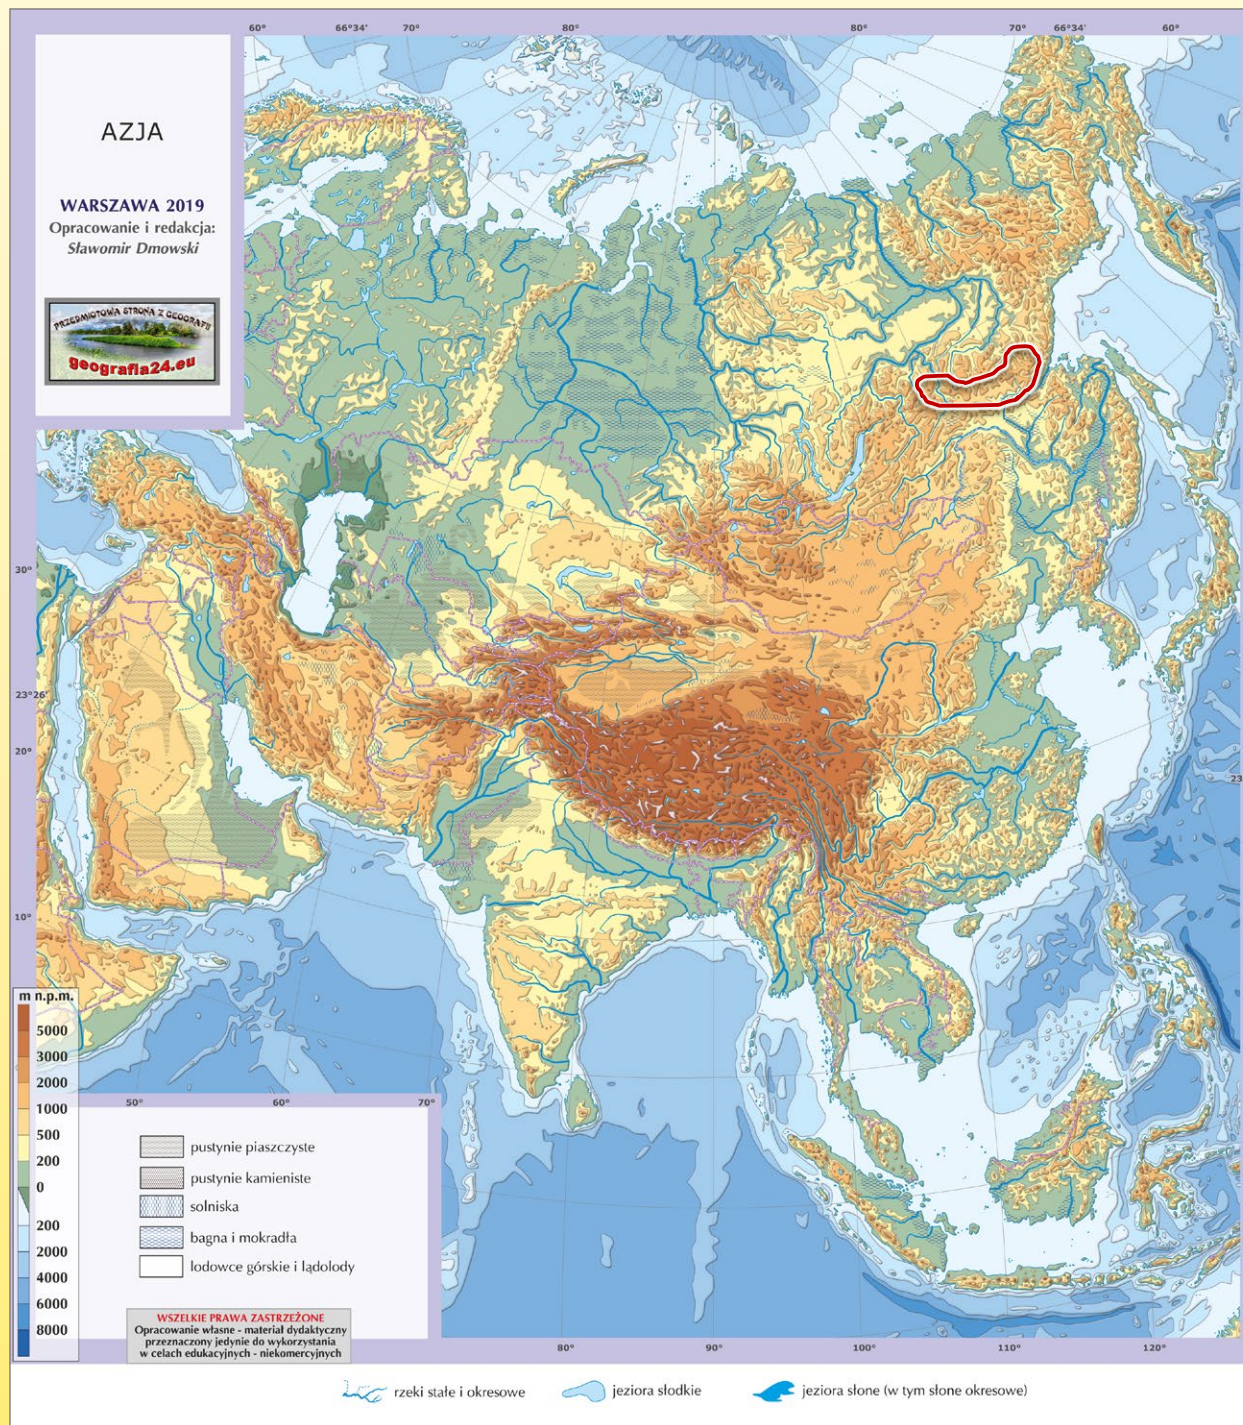 60° 66°34' 70° 80° 80° 70° 66°34' 60°
AZJA
WARSZAWA 2019
Opracowanie i redakcja:
Sławomir Dmowski
PRZEDMIOTOWA STRONA Z GEOGRAFII
geografia24.eu
30°
23°26'
20°
10°
23
m n.p.m.
5000
3000
2000
1000
500
200
0
200
2000
4000
6000
8000
50° 60° 70°
pustynie piaszczyste
pustynie kamieniste
solniska
bagna i mokradła
lodowce górskie i lądolody
WSZELKIE PRAWA ZASTRZEŻONE
Opracowanie własne - materiał dydaktyczny
przeznaczony jedynie do wykorzystania
w celach edukacyjnych - niekomercyjnych
80° 90° 100° 110° 120°
rzeki stałe i okresowe jeziora słodkie jeziora słone (w tym słone okresowe)